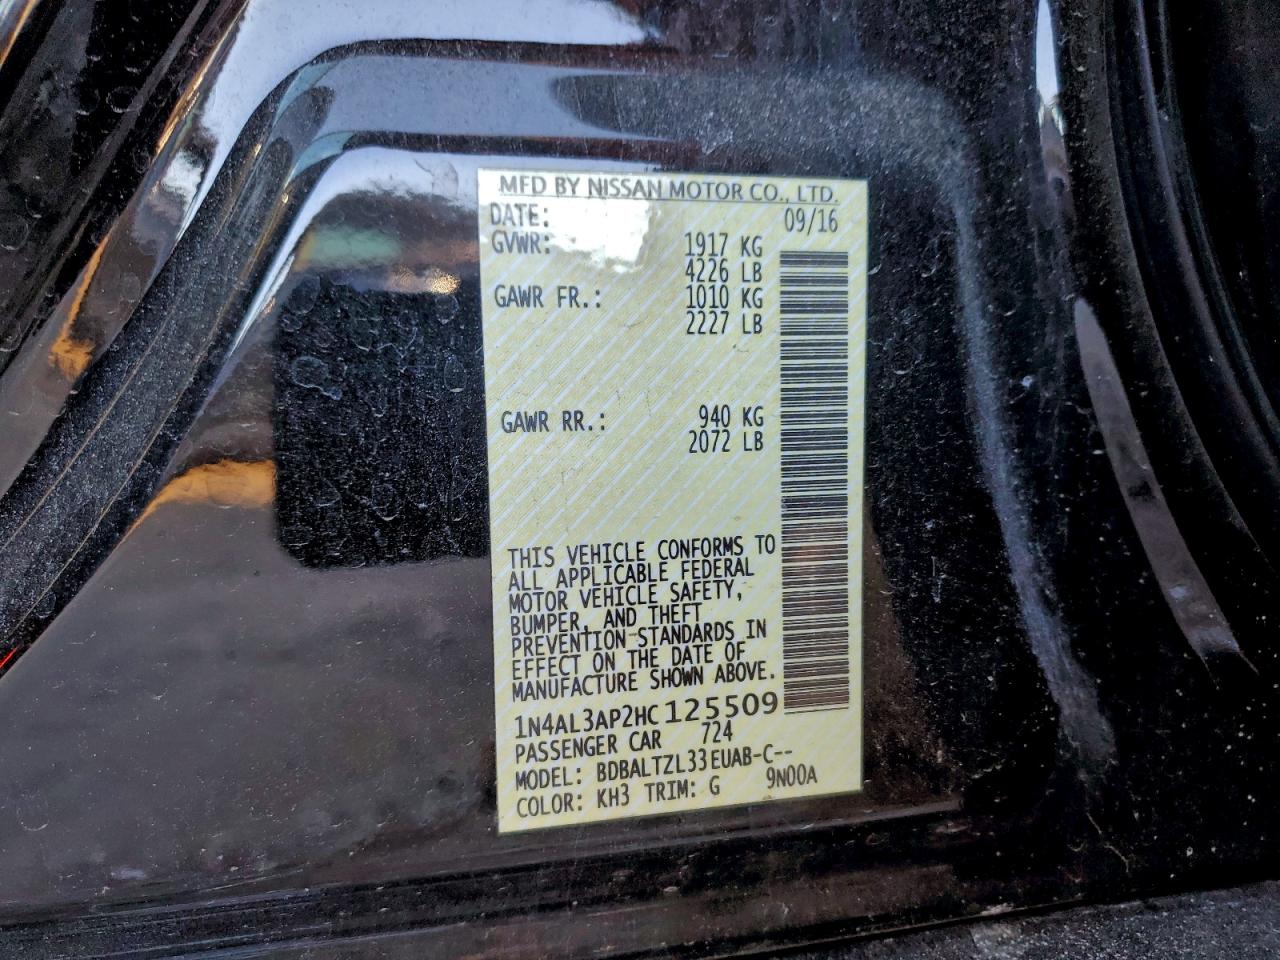 MFD BY NISSAN MOTOR CO., LTD.
DATE: 09/16
GVWR: 1917 KG
4226 LB
GAWR FR.: 1010 KG
2227 LB
GAWR RR.: 940 KG
2072 LB
THIS VEHICLE CONFORMS TO
ALL APPLICABLE FEDERAL
MOTOR VEHICLE SAFETY,
BUMPER, AND THEFT
PREVENTION STANDARDS IN
EFFECT ON THE DATE OF
MANUFACTURE SHOWN ABOVE.
1N4AL3AP2HC125509
PASSENGER CAR 724
MODEL: BDBALTZL33EUAB-C--
COLOR: KH3 TRIM: G 9N00A